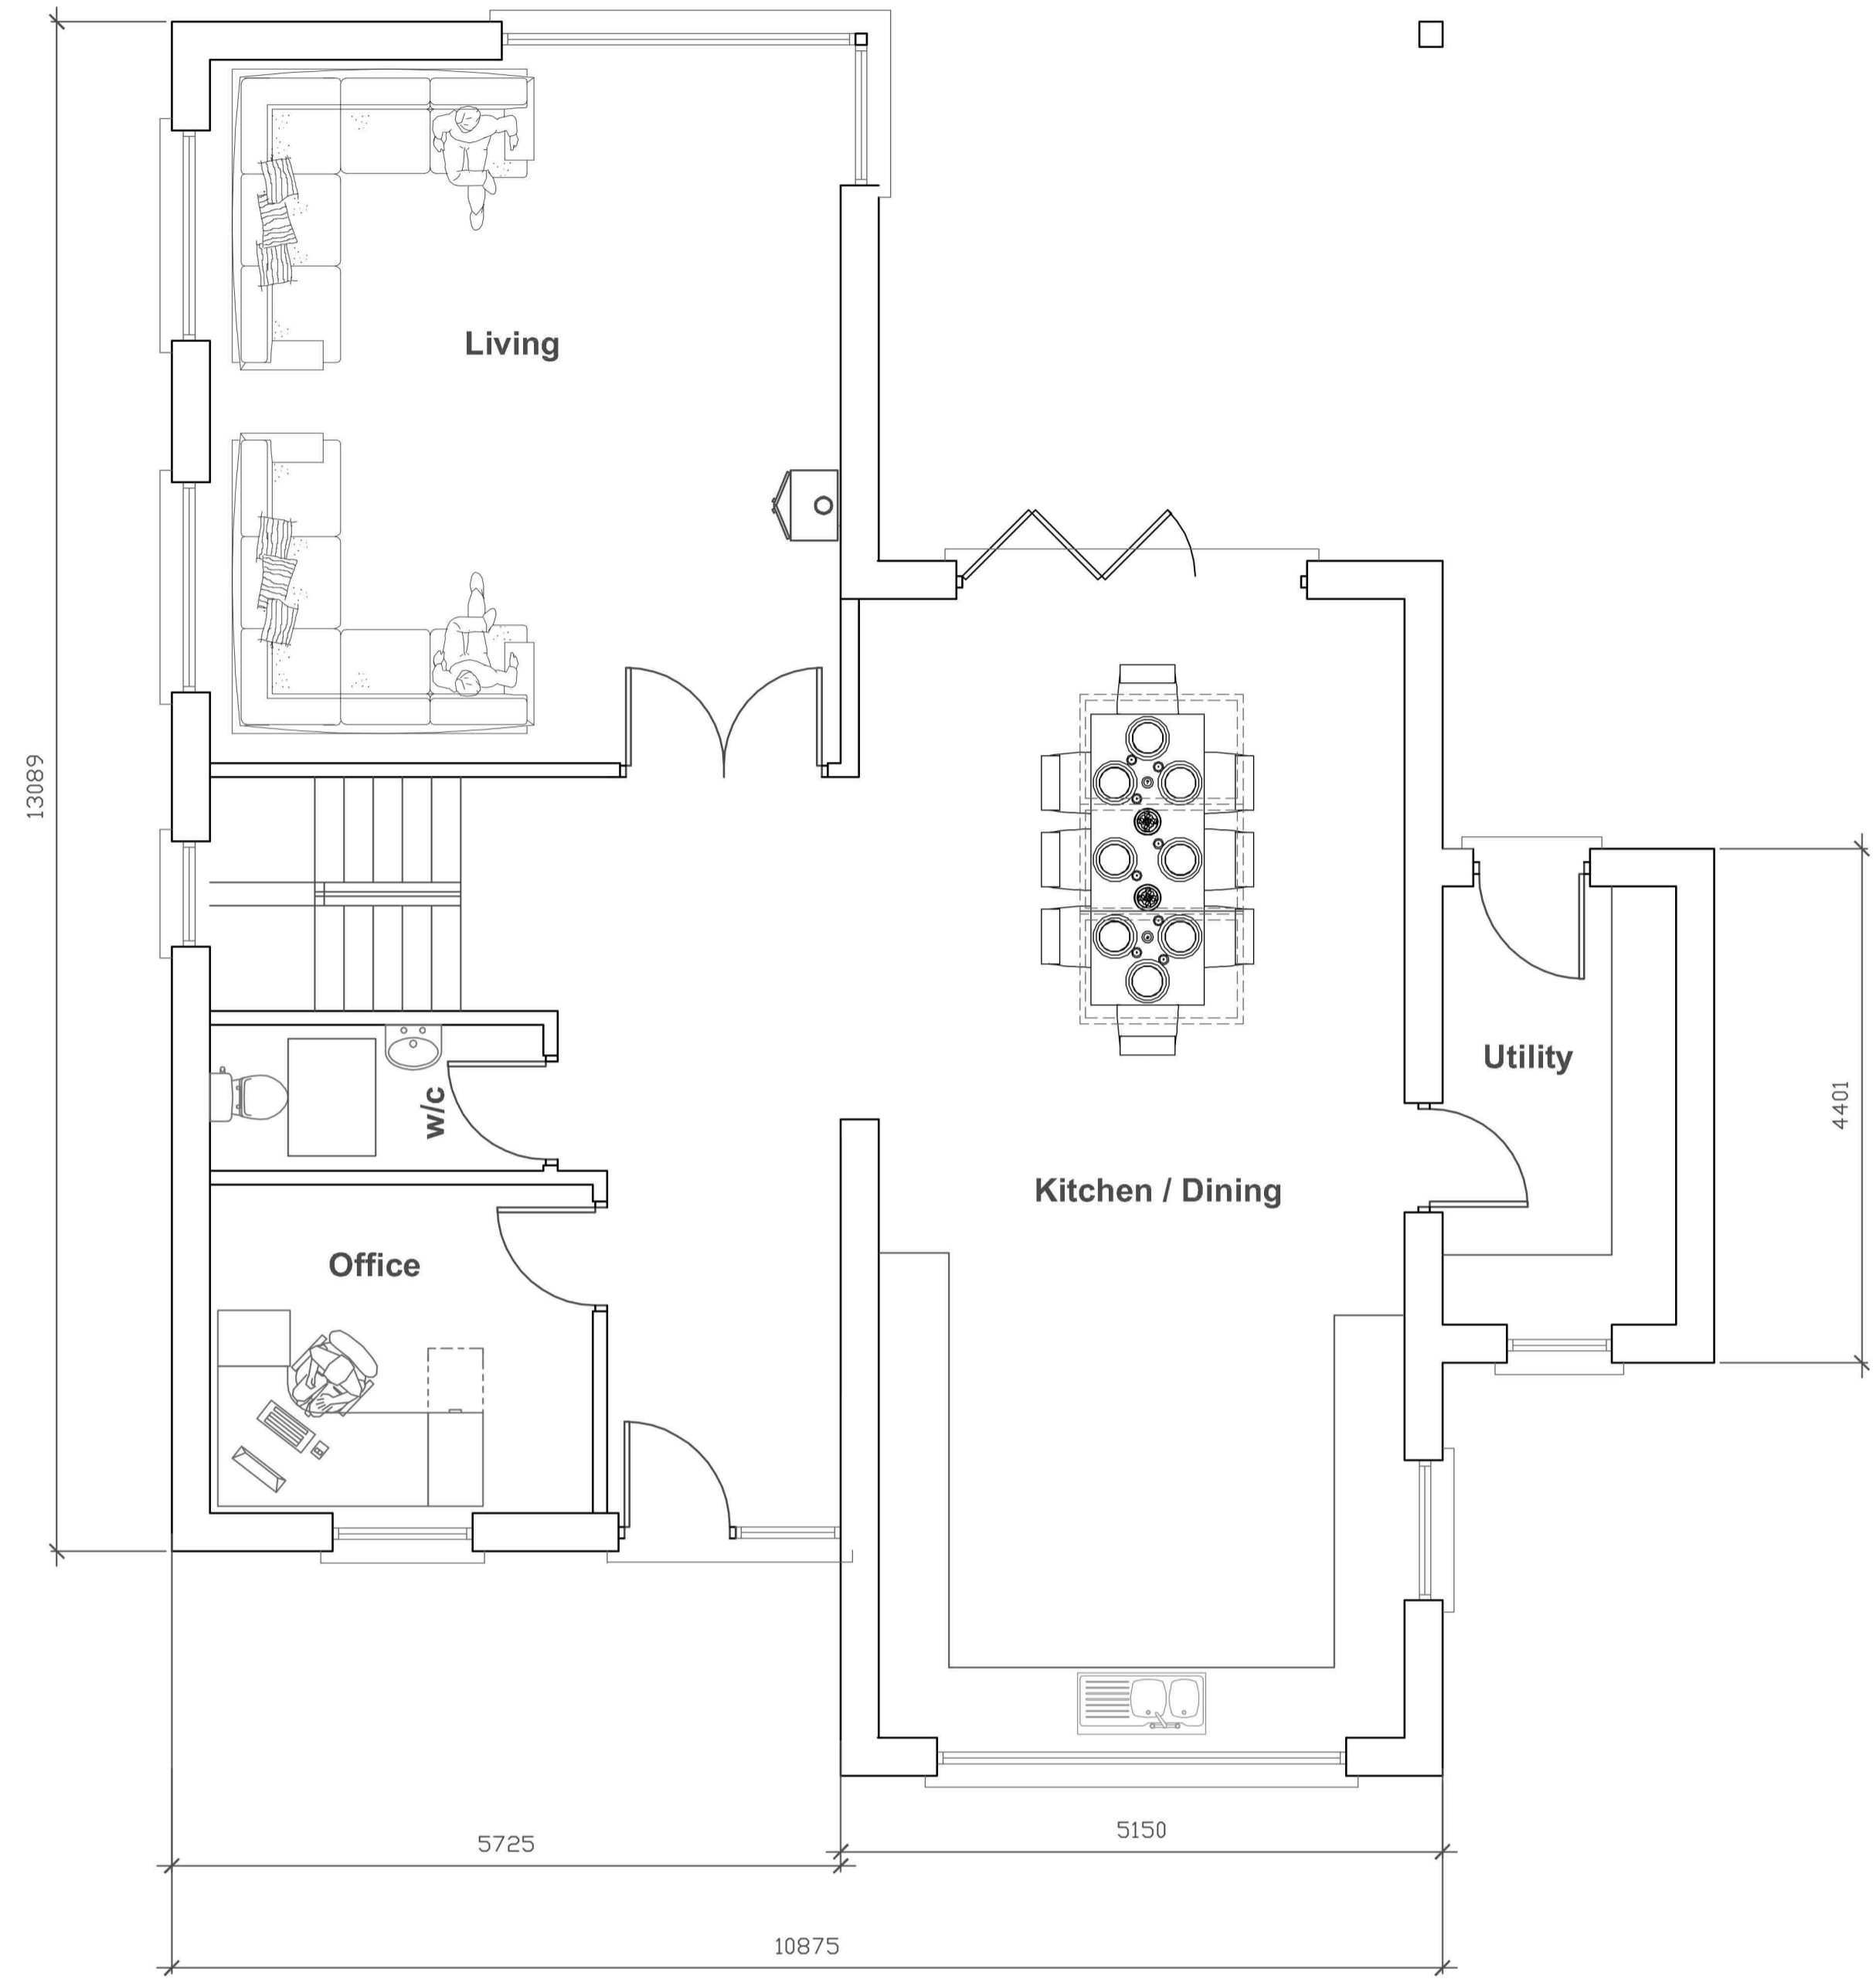 Living
13089
Utility
w/c
4401
Kitchen / Dining
Office
5725
5150
10875